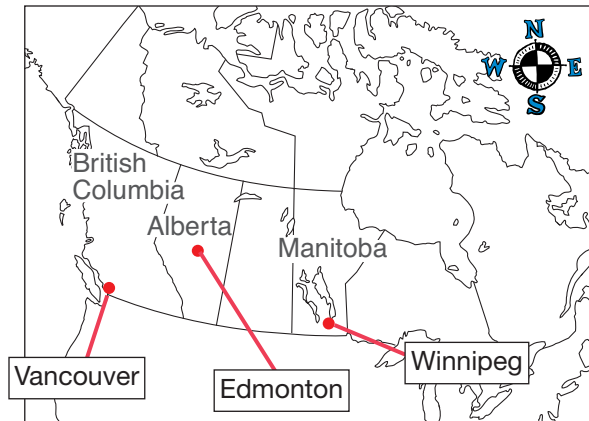 N
W
E
S
British
Columbia
Alberta
Manitoba
Vancouver
Edmonton
Winnipeg